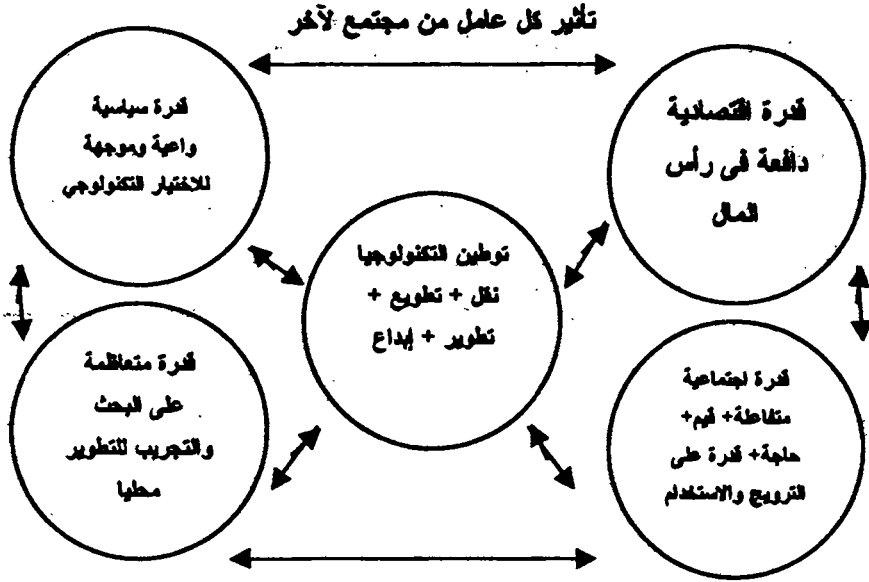 تأثير كل عامل من مجتمع لآخر
قدرة اقتصادية
دافعة فى رأس
المال
قدرة سياسية
واعية وموجهة
للاختيار التكنولوجي
توطين التكنولوجيا
نقل + تطويع +
تطوير + إبداع
قدرة اجتماعية
متفاعلة+ قيم+
حاجة+ قدرة على
الترويج والاستخدام
قدرة متعاظمة
على البحث
والتجريب للتطوير
محليا